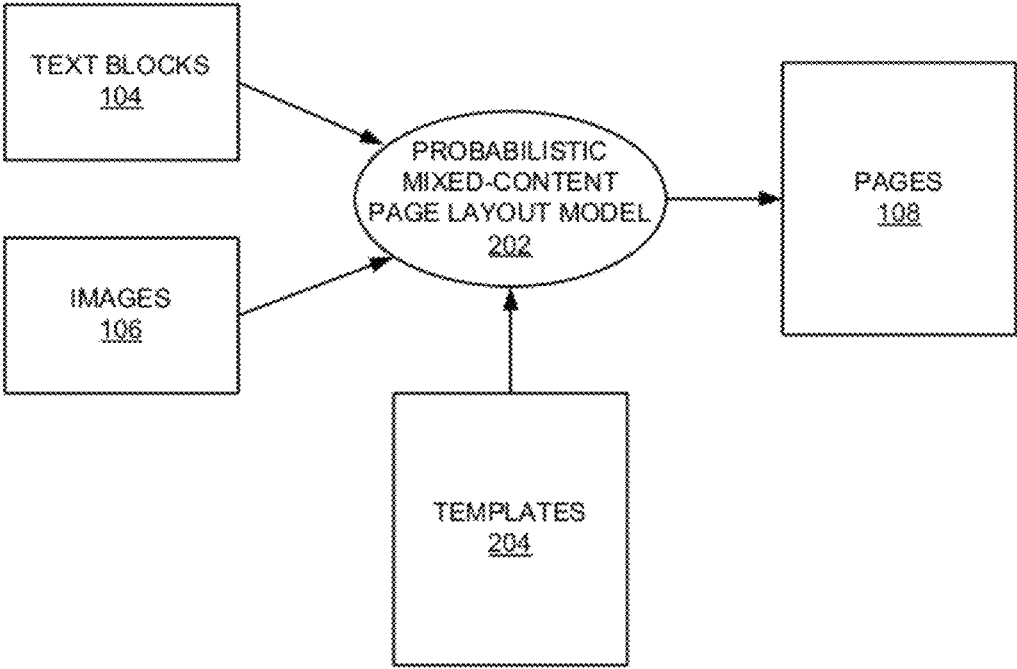 TEXT BLOCKS
104
IMAGES
106
PROBABILISTIC
MIXED-CONTENT
PAGE LAYOUT MODEL
202
PAGES
108
TEMPLATES
204